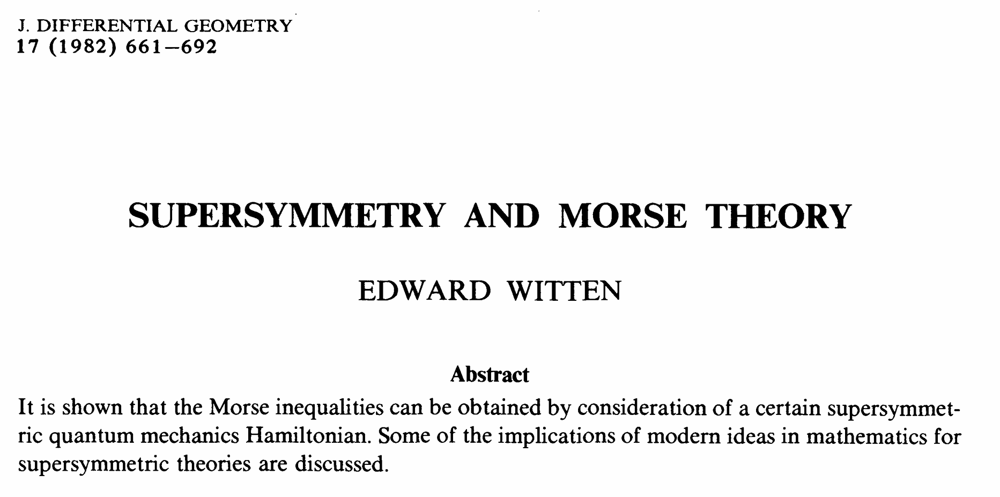 J. DIFFERENTIAL GEOMETRY
17 (1982) 661–692
SUPERSYMMETRY AND MORSE THEORY
EDWARD WITTEN
Abstract
It is shown that the Morse inequalities can be obtained by consideration of a certain supersymmet-
ric quantum mechanics Hamiltonian. Some of the implications of modern ideas in mathematics for
supersymmetric theories are discussed.